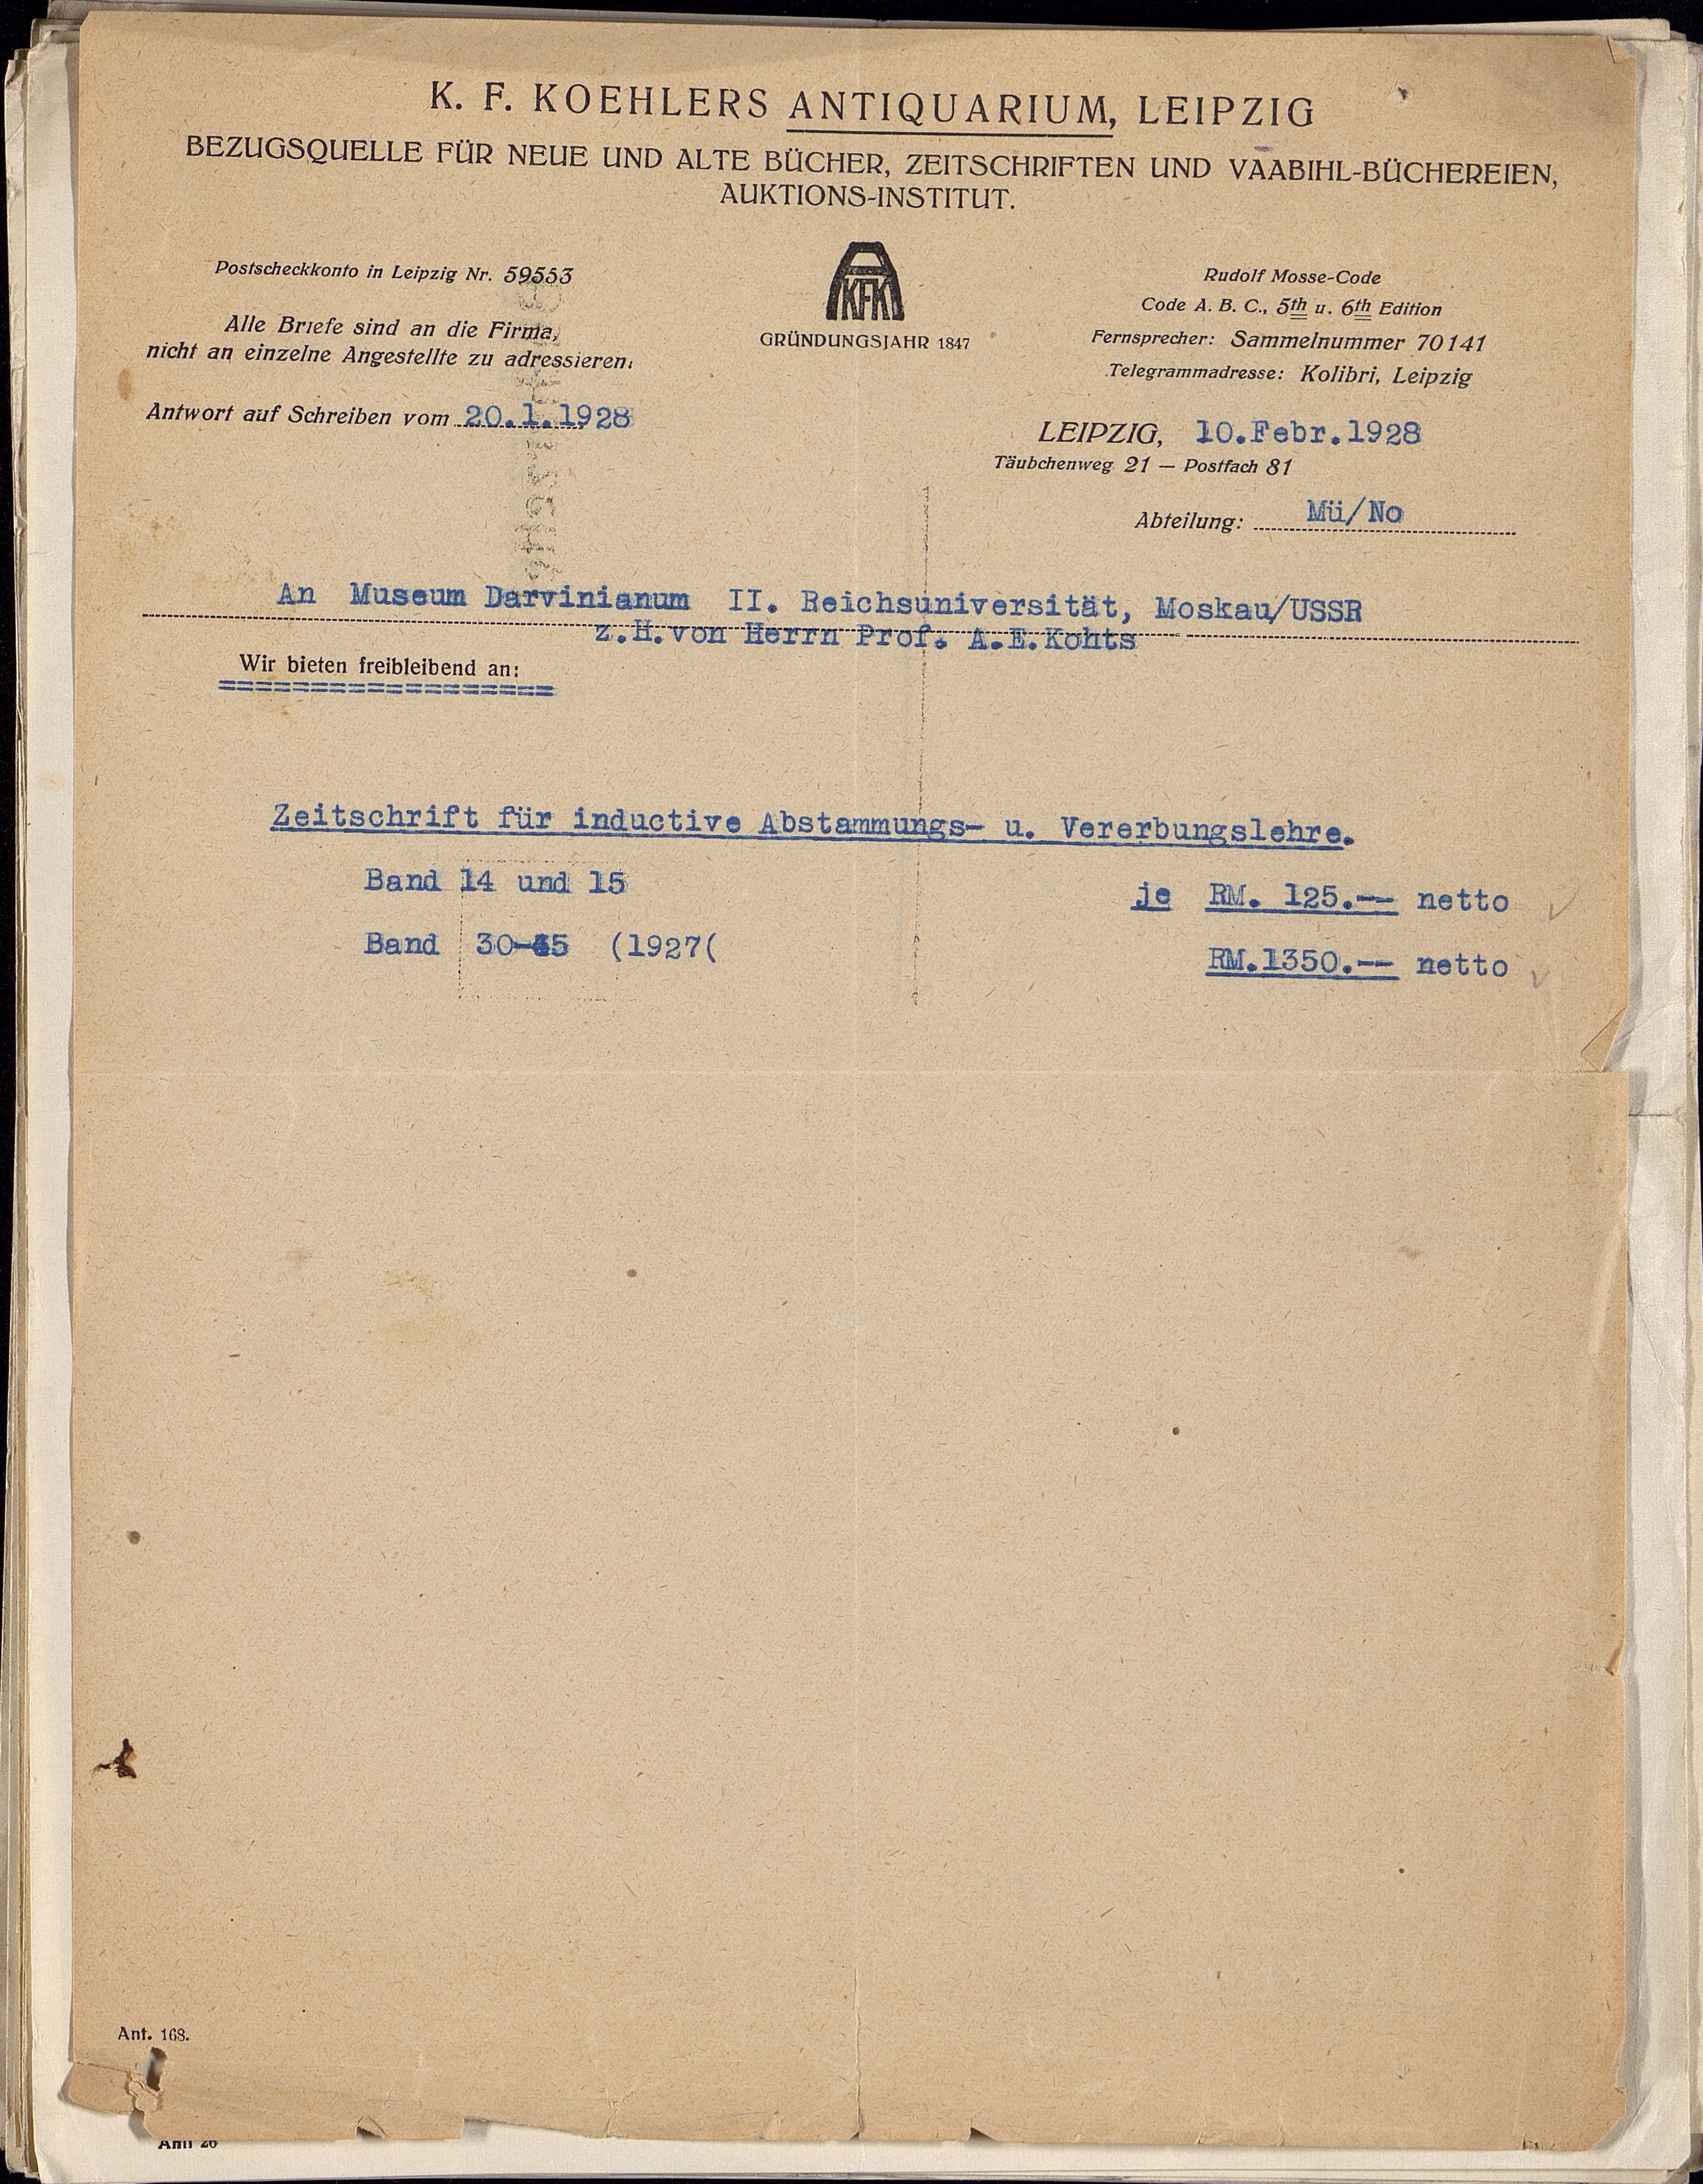 K. F. KOEHLERS ANTIQUARIUM, LEIPZIG
BEZUGSQUELLE FÜR NEUE UND ALTE BÜCHER, ZEITSCHRIFTEN UND VAABIHL-BÜCHEREIEN,
AUKTIONS-INSTITUT.
Postscheckkonto in Leipzig Nr. 59553
Alle Briefe sind an die Firma,
nicht an einzelne Angestellte zu adressieren.
Antwort auf Schreiben vom 20.1.1928
KFK
GRÜNDUNGSJAHR 1847
Rudolf Mosse-Code
Code A. B. C., 5th u. 6th Edition
Fernsprecher: Sammelnummer 70141
Telegrammadresse: Kolibri, Leipzig
LEIPZIG, 10.Febr.1928
Täubchenweg 21 — Postfach 81
Abteilung: Mü/No
An Museum Darvinianum II. Reichsuniversität, Moskau/USSR
z.H.von Herrn Prof. A.E.Kohts
Wir bieten freibleibend an:
==================
Zeitschrift für inductive Abstammungs- u. Vererbungslehre.
Band 14 und 15 je RM. 125.-- netto
Band 30-45 (1927( RM.1350.-- netto
Ant. 168.